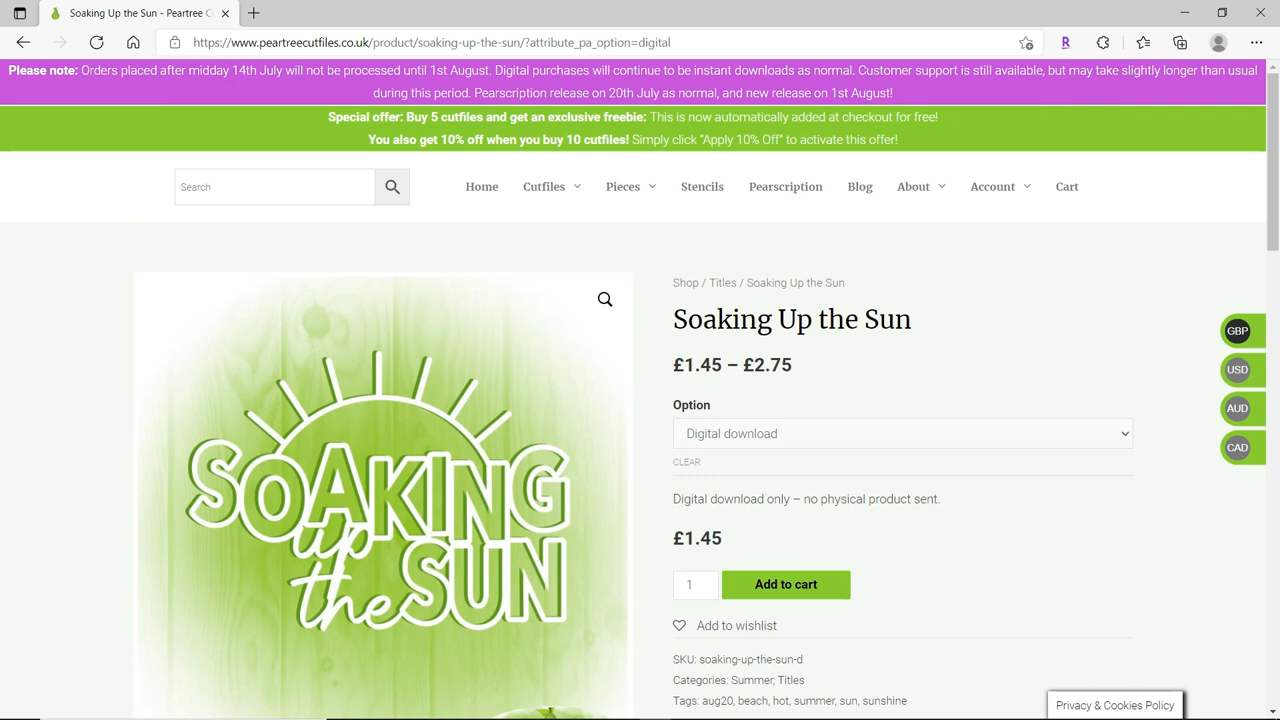 Soaking Up the Sun - Peartree C
https://www.peartreecutfiles.co.uk/product/soaking-up-the-sun/?attribute_pa_option=digital
R
Please note: Orders placed after midday 14th July will not be processed until 1st August. Digital purchases will continue to be instant downloads as normal. Customer support is still available, but may take slightly longer than usual
during this period. Pearscription release on 20th July as normal, and new release on 1st August!
Special offer: Buy 5 cutfiles and get an exclusive freebie: This is now automatically added at checkout for free!
You also get 10% off when you buy 10 cutfiles! Simply click "Apply 10% Off" to activate this offer!
Search
Home Cutfiles Pieces Stencils Pearscription Blog About Account Cart
Shop / Titles / Soaking Up the Sun
Soaking Up the Sun
£1.45 – £2.75
Option
Digital download
CLEAR
Digital download only – no physical product sent.
£1.45
1 Add to cart
Add to wishlist
SKU: soaking-up-the-sun-d
Categories: Summer, Titles
Tags: aug20, beach, hot, summer, sun, sunshine
SOAKING
up
the SUN
GBP
USD
AUD
CAD
Privacy & Cookies Policy